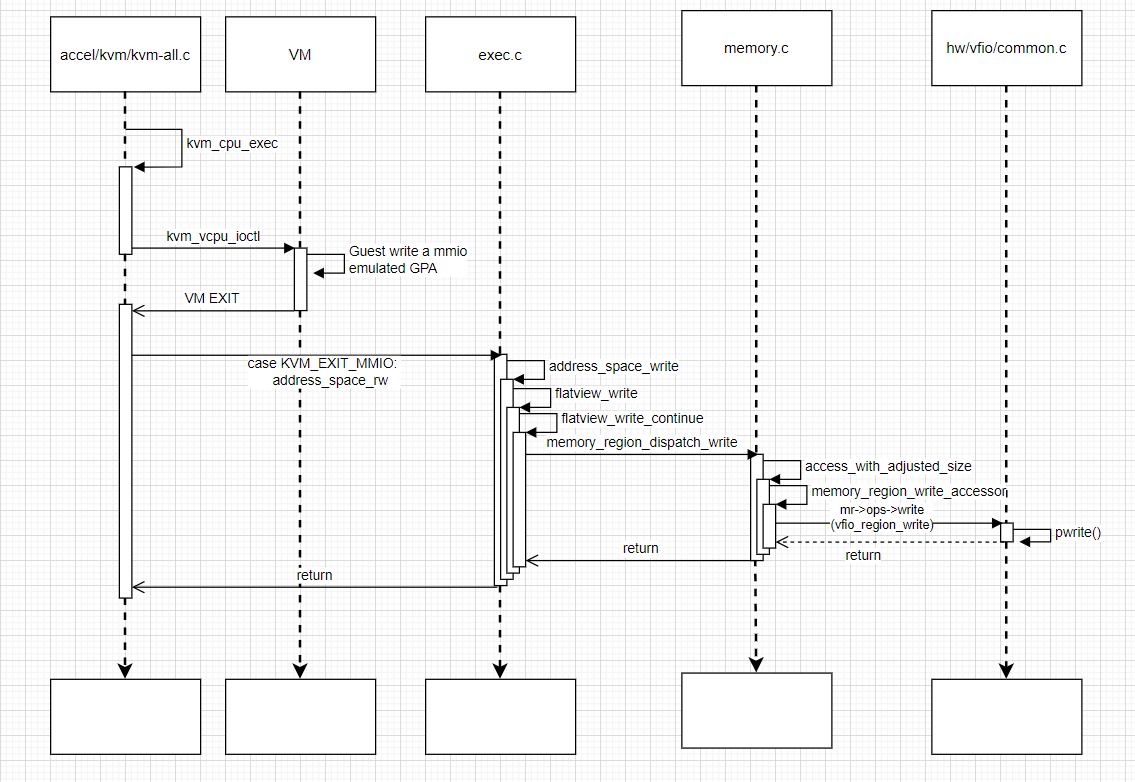 accel/kvm/kvm-all.c
VM
exec.c
memory.c
hw/vfio/common.c
kvm_cpu_exec
kvm_vcpu_ioctl
Guest write a mmio
emulated GPA
VM EXIT
case KVM_EXIT_MMIO:
address_space_rw
address_space_write
flatview_write
flatview_write_continue
memory_region_dispatch_write
access_with_adjusted_size
memory_region_write_accessor
mr->ops->write
(vfio_region_write)
pwrite()
return
return
return